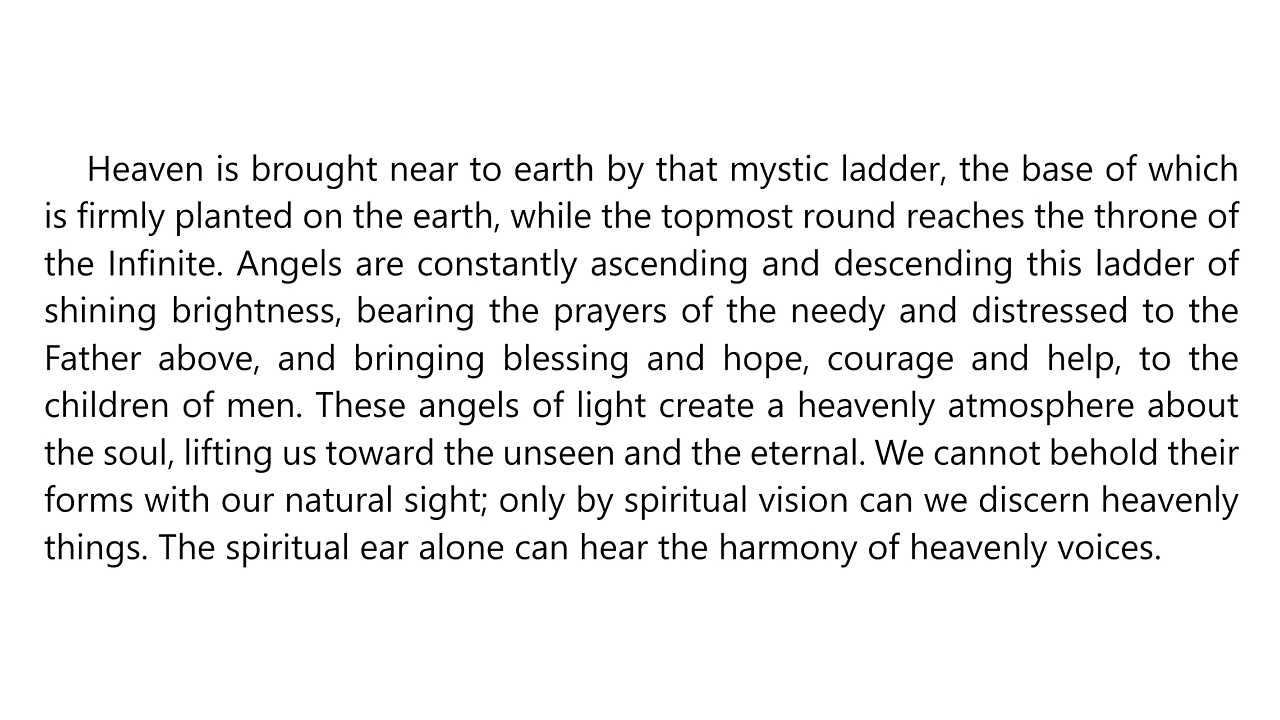 Heaven is brought near to earth by that mystic ladder, the base of which
is firmly planted on the earth, while the topmost round reaches the throne of
the Infinite. Angels are constantly ascending and descending this ladder of
shining brightness, bearing the prayers of the needy and distressed to the
Father above, and bringing blessing and hope, courage and help, to the
children of men. These angels of light create a heavenly atmosphere about
the soul, lifting us toward the unseen and the eternal. We cannot behold their
forms with our natural sight; only by spiritual vision can we discern heavenly
things. The spiritual ear alone can hear the harmony of heavenly voices.